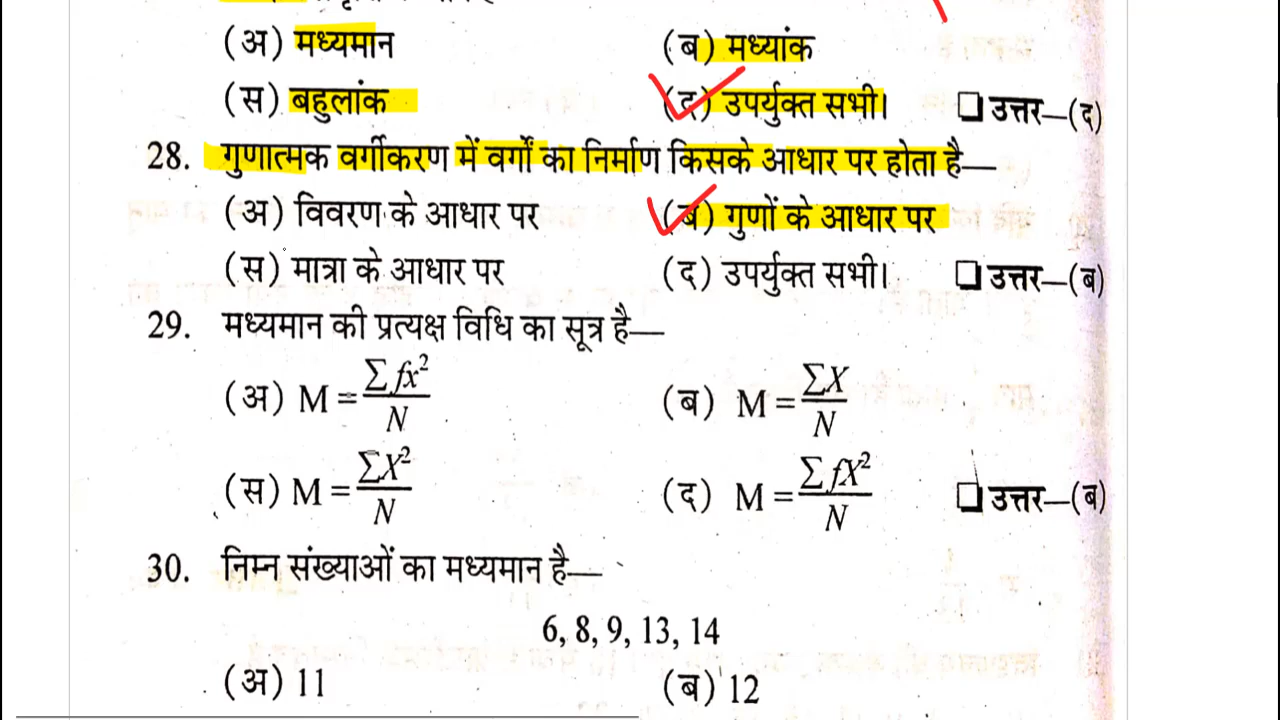 (अ) मध्यमान (ब) मध्यांक
(स) बहुलांक (द) उपर्युक्त सभी। ❑ उत्तर—(द)
28. गुणात्मक वर्गीकरण में वर्गों का निर्माण किसके आधार पर होता है—
(अ) विवरण के आधार पर (ब) गुणों के आधार पर
(स) मात्रा के आधार पर (द) उपर्युक्त सभी। ❑ उत्तर—(ब)
29. मध्यमान की प्रत्यक्ष विधि का सूत्र है—
(अ) M = ∑fx²/N (ब) M = ∑X/N
(स) M = ∑X²/N (द) M = ∑fX²/N ❑ उत्तर—(ब)
30. निम्न संख्याओं का मध्यमान है—
6, 8, 9, 13, 14
(अ) 11 (ब) 12